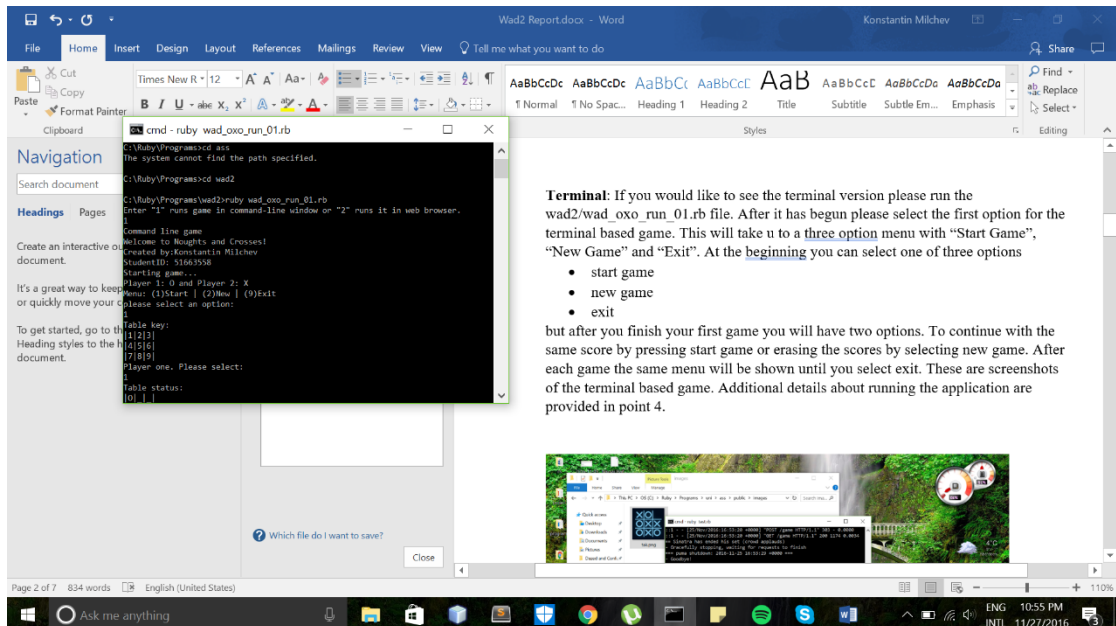 Wad2 Report.docx - Word
Konstantin Milchev
File Home Insert Design Layout References Mailings Review View Tell me what you want to do
Share
Cut
Copy
Format Painter
Paste
Clipboard
Times New R 12
AaBbCcDc AaBbCcDc AaBbCc AaBbCcD AaB AaBbCcD AaBbCcDa AaBbCcDa
¶ Normal ¶ No Spac... Heading 1 Heading 2 Title Subtitle Subtle Em... Emphasis
Styles
Find
Replace
Select
Editing
Navigation
Search document
Headings Pages
Create an interactive ou
document.
It's a great way to keep
or quickly move your c
To get started, go to th
Heading styles to the h
document.
cmd - ruby wad_oxo_run_01.rb
C:\Ruby\Programs>cd ass
The system cannot find the path specified.
C:\Ruby\Programs>cd wad2
C:\Ruby\Programs\wad2>ruby wad_oxo_run_01.rb
Enter "1" runs game in command-line window or "2" runs it in web browser.
1
Command line game
Welcome to Noughts and Crosses!
Created by:Konstantin Milchev
StudentID: 51663558
Starting game...
Player 1: O and Player 2: X
Menu: (1)Start | (2)New | (9)Exit
please select an option:
1
Table key:
|1|2|3|
|4|5|6|
|7|8|9|
Player one. Please select:
1
Table status:
|O|_|_|
Which file do I want to save?
Close
Terminal: If you would like to see the terminal version please run the
wad2/wad_oxo_run_01.rb file. After it has begun please select the first option for the
terminal based game. This will take u to a three option menu with “Start Game”,
“New Game” and “Exit”. At the beginning you can select one of three options
• start game
• new game
• exit
but after you finish your first game you will have two options. To continue with the
same score by pressing start game or erasing the scores by selecting new game. After
each game the same menu will be shown until you select exit. These are screenshots
of the terminal based game. Additional details about running the application are
provided in point 4.
Page 2 of 7 834 words English (United States)
110%
Ask me anything
ENG
INTL
10:55 PM
11/27/2016